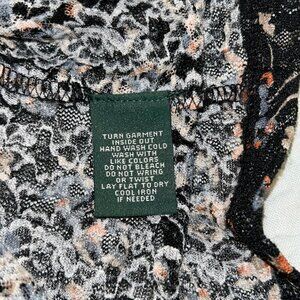 TURN GARMENT
INSIDE OUT
HAND WASH COLD
WASH WITH
LIKE COLORS
DO NOT BLEACH
DO NOT WRING
OR TWIST
LAY FLAT TO DRY
COOL IRON
IF NEEDED